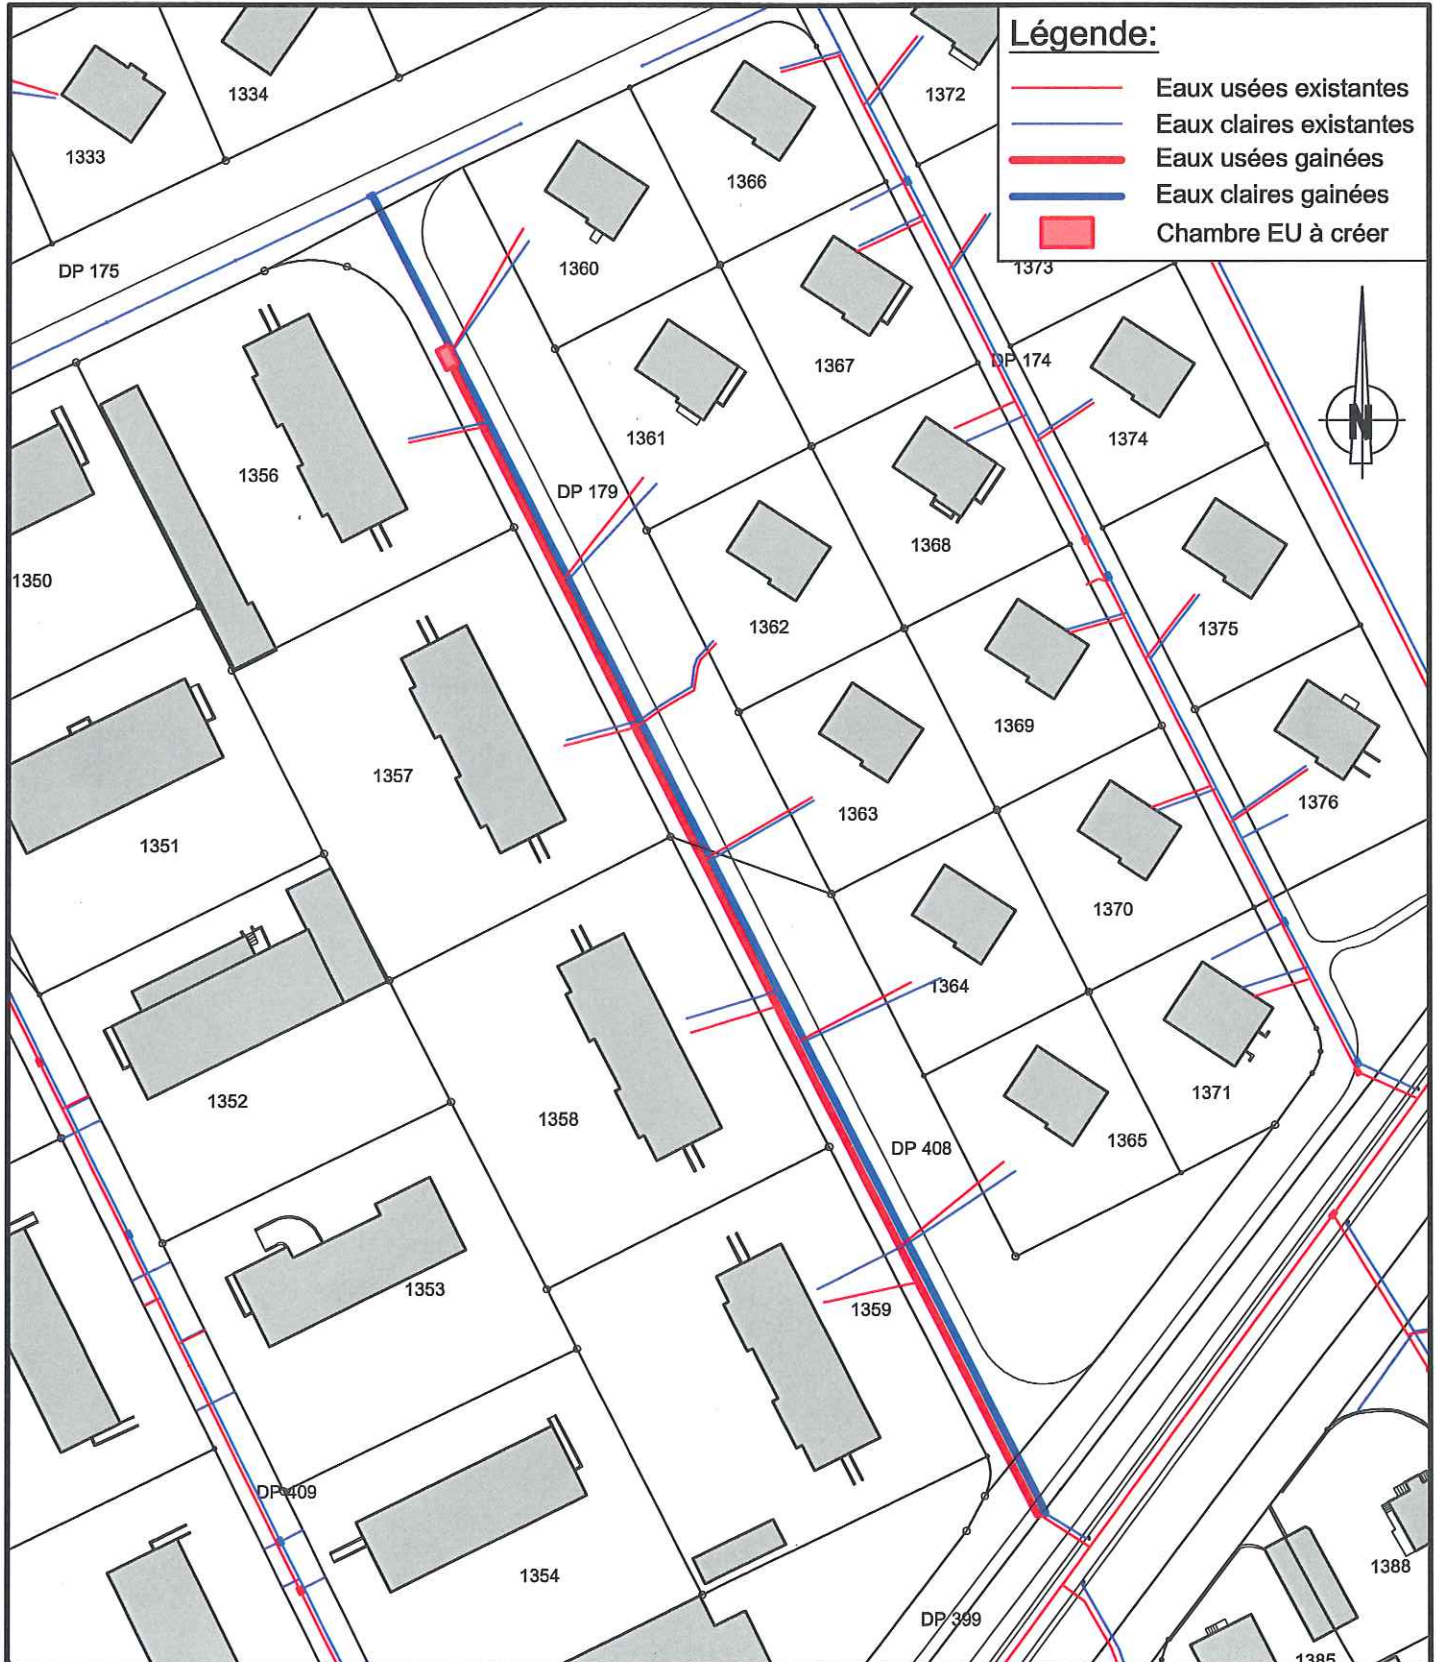 Légende:
Eaux usées existantes
Eaux claires existantes
Eaux usées gainées
Eaux claires gainées
Chambre EU à créer
N
1334
1372
1333
1366
DP 175
1360
1373
1367
DP 174
1361
1374
1356
DP 179
1368
1350
1362
1375
1369
1357
1363
1376
1351
1370
1364
1352
1371
1358
1365
DP 408
1353
1359
DP 409
1354
1388
DP 399
1385